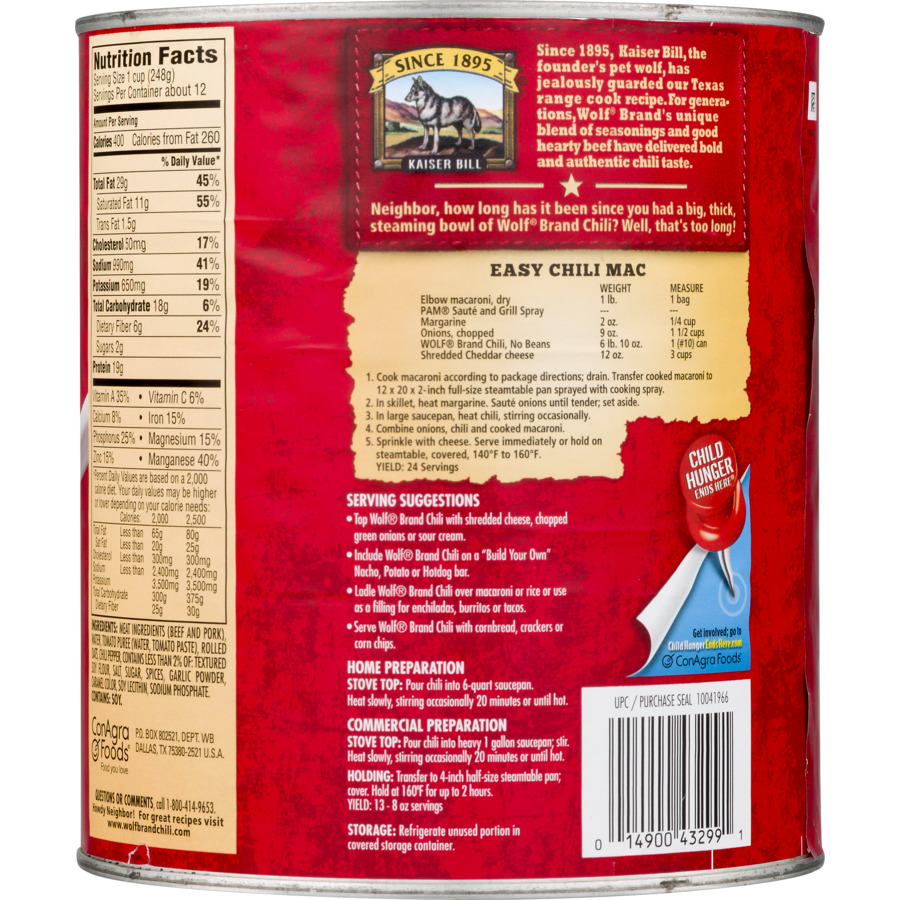 Nutrition Facts
Serving Size 1 cup (248g)
Servings Per Container about 12
Amount Per Serving
Calories 400 Calories from Fat 260
% Daily Value*
Total Fat 29g 45%
Saturated Fat 11g 55%
Trans Fat 1.5g
Cholesterol 50mg 17%
Sodium 990mg 41%
Potassium 650mg 19%
Total Carbohydrate 18g 6%
Dietary Fiber 6g 24%
Sugars 2g
Protein 19g
Vitamin A 35% • Vitamin C 6%
Calcium 8% • Iron 15%
Phosphorus 25% • Magnesium 15%
Zinc 15% • Manganese 40%
Percent Daily Values are based on a 2,000
calorie diet. Your daily values may be higher
or lower depending on your calorie needs:
Calories: 2,000 2,500
Total Fat Less than 65g 80g
Sat Fat Less than 20g 25g
Cholesterol Less than 300mg 300mg
Sodium Less than 2,400mg 2,400mg
Potassium 3,500mg 3,500mg
Total Carbohydrate 300g 375g
Dietary Fiber 25g 30g
INGREDIENTS: MEAT INGREDIENTS (BEEF AND PORK),
WATER, TOMATO PUREE (WATER, TOMATO PASTE), ROLLED
OATS, CHILI PEPPER, CONTAINS LESS THAN 2% OF: TEXTURED
SOY FLOUR, SALT, SUGAR, SPICES, GARLIC POWDER,
CARAMEL COLOR, SOY LECITHIN, SODIUM PHOSPHATE.
CONTAINS: SOY.
ConAgra
Foods®
Food you love
P.O. BOX 802521, DEPT. WB
DALLAS, TX 75380-2521 U.S.A.
QUESTIONS OR COMMENTS, call 1-800-414-9653.
Howdy Neighbor! For great recipes visit
www.wolfbrandchili.com
SINCE 1895
KAISER BILL
Since 1895, Kaiser Bill, the
founder's pet wolf, has
jealously guarded our Texas
range cook recipe. For genera-
tions, Wolf® Brand's unique
blend of seasonings and good
hearty beef have delivered bold
and authentic chili taste.
Neighbor, how long has it been since you had a big, thick,
steaming bowl of Wolf® Brand Chili? Well, that's too long!
EASY CHILI MAC
WEIGHT MEASURE
Elbow macaroni, dry 1 lb. 1 bag
PAM® Sauté and Grill Spray --- ---
Margarine 2 oz. 1/4 cup
Onions, chopped 9 oz. 1 1/2 cups
WOLF® Brand Chili, No Beans 6 lb. 10 oz. 1 (#10) can
Shredded Cheddar cheese 12 oz. 3 cups
1. Cook macaroni according to package directions; drain. Transfer cooked macaroni to
12 x 20 x 2-inch full-size steamtable pan sprayed with cooking spray.
2. In skillet, heat margarine. Sauté onions until tender; set aside.
3. In large saucepan, heat chili, stirring occasionally.
4. Combine onions, chili and cooked macaroni.
5. Sprinkle with cheese. Serve immediately or hold on
steamtable, covered, 140°F to 160°F.
YIELD: 24 Servings
SERVING SUGGESTIONS
• Top Wolf® Brand Chili with shredded cheese, chopped
green onions or sour cream.
• Include Wolf® Brand Chili on a "Build Your Own"
Nacho, Potato or Hotdog bar.
• Ladle Wolf® Brand Chili over macaroni or rice or use
as a filling for enchiladas, burritos or tacos.
• Serve Wolf® Brand Chili with cornbread, crackers or
corn chips.
HOME PREPARATION
STOVE TOP: Pour chili into 6-quart saucepan.
Heat slowly, stirring occasionally 20 minutes or until hot.
COMMERCIAL PREPARATION
STOVE TOP: Pour chili into heavy 1 gallon saucepan; stir.
Heat slowly, stirring occasionally 20 minutes or until hot.
HOLDING: Transfer to 4-inch half-size steamtable pan;
cover. Hold at 160°F for up to 2 hours.
YIELD: 13 - 8 oz servings
STORAGE: Refrigerate unused portion in
covered storage container.
CHILD
HUNGER
ENDS HERE®
Get involved; go to
ChildHungerEndsHere.com
ConAgra Foods®
UPC / PURCHASE SEAL 10041966
0 14900 43299 1